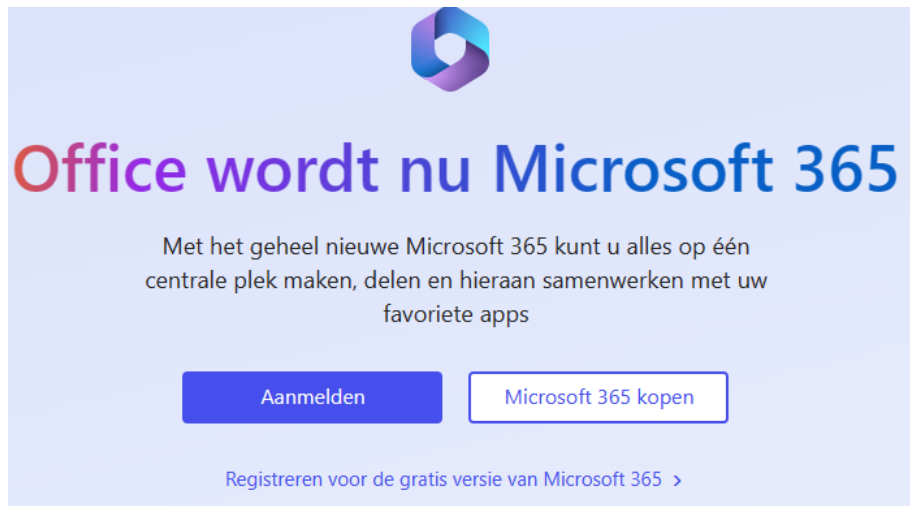 Office wordt nu Microsoft 365
Met het geheel nieuwe Microsoft 365 kunt u alles op één
centrale plek maken, delen en hieraan samenwerken met uw
favoriete apps
Aanmelden
Microsoft 365 kopen
Registreren voor de gratis versie van Microsoft 365 >